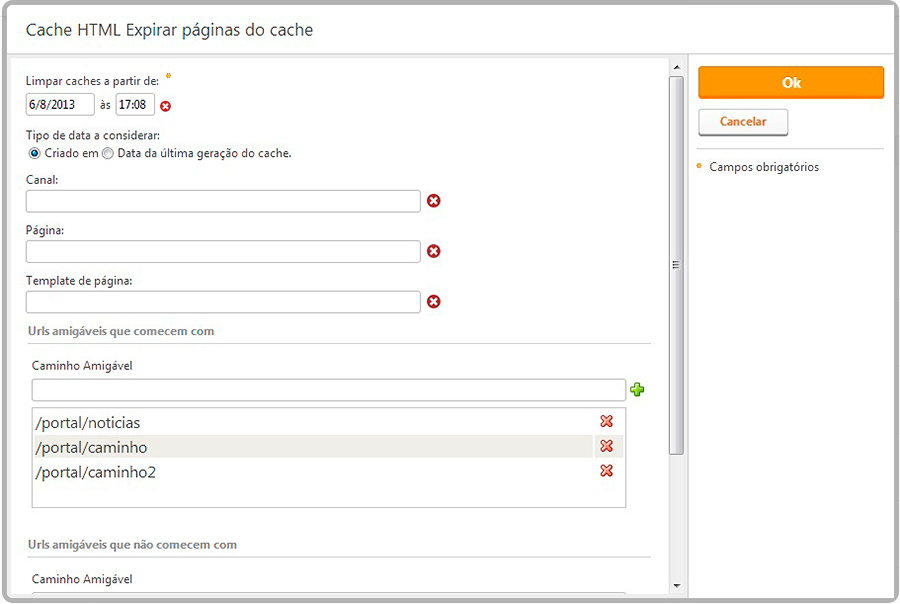 Cache HTML Expirar páginas do cache
Limpar caches a partir de: *
6/8/2013 às 17:08
Tipo de data a considerar:
Criado em Data da última geração do cache.
Canal:
Página:
Template de página:
Urls amigáveis que comecem com
Caminho Amigável
/portal/noticias
/portal/caminho
/portal/caminho2
Urls amigáveis que não comecem com
Caminho Amigável
Ok
Cancelar
* Campos obrigatórios